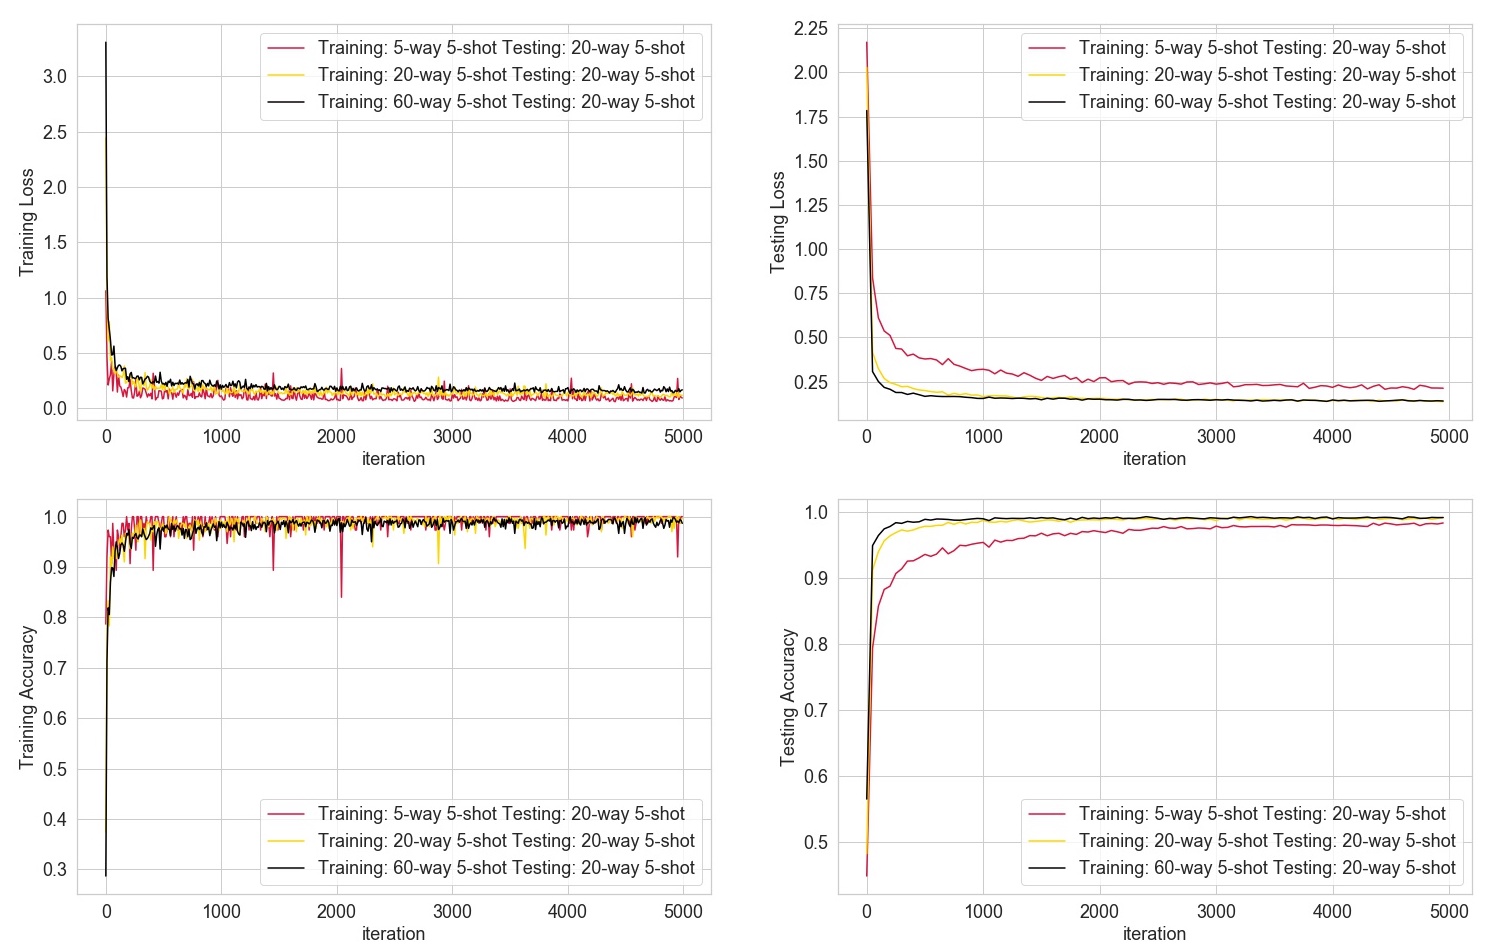 Training: 5-way 5-shot Testing: 20-way 5-shot
Training: 20-way 5-shot Testing: 20-way 5-shot
Training: 60-way 5-shot Testing: 20-way 5-shot
3.0
2.5
2.0
1.5
1.0
0.5
0.0
Training Loss
0 1000 2000 3000 4000 5000
iteration
Training: 5-way 5-shot Testing: 20-way 5-shot
Training: 20-way 5-shot Testing: 20-way 5-shot
Training: 60-way 5-shot Testing: 20-way 5-shot
2.25
2.00
1.75
1.50
1.25
1.00
0.75
0.50
0.25
Testing Loss
0 1000 2000 3000 4000 5000
iteration
1.0
0.9
0.8
0.7
0.6
0.5
0.4
0.3
Training Accuracy
Training: 5-way 5-shot Testing: 20-way 5-shot
Training: 20-way 5-shot Testing: 20-way 5-shot
Training: 60-way 5-shot Testing: 20-way 5-shot
0 1000 2000 3000 4000 5000
iteration
1.0
0.9
0.8
0.7
0.6
0.5
Testing Accuracy
Training: 5-way 5-shot Testing: 20-way 5-shot
Training: 20-way 5-shot Testing: 20-way 5-shot
Training: 60-way 5-shot Testing: 20-way 5-shot
0 1000 2000 3000 4000 5000
iteration